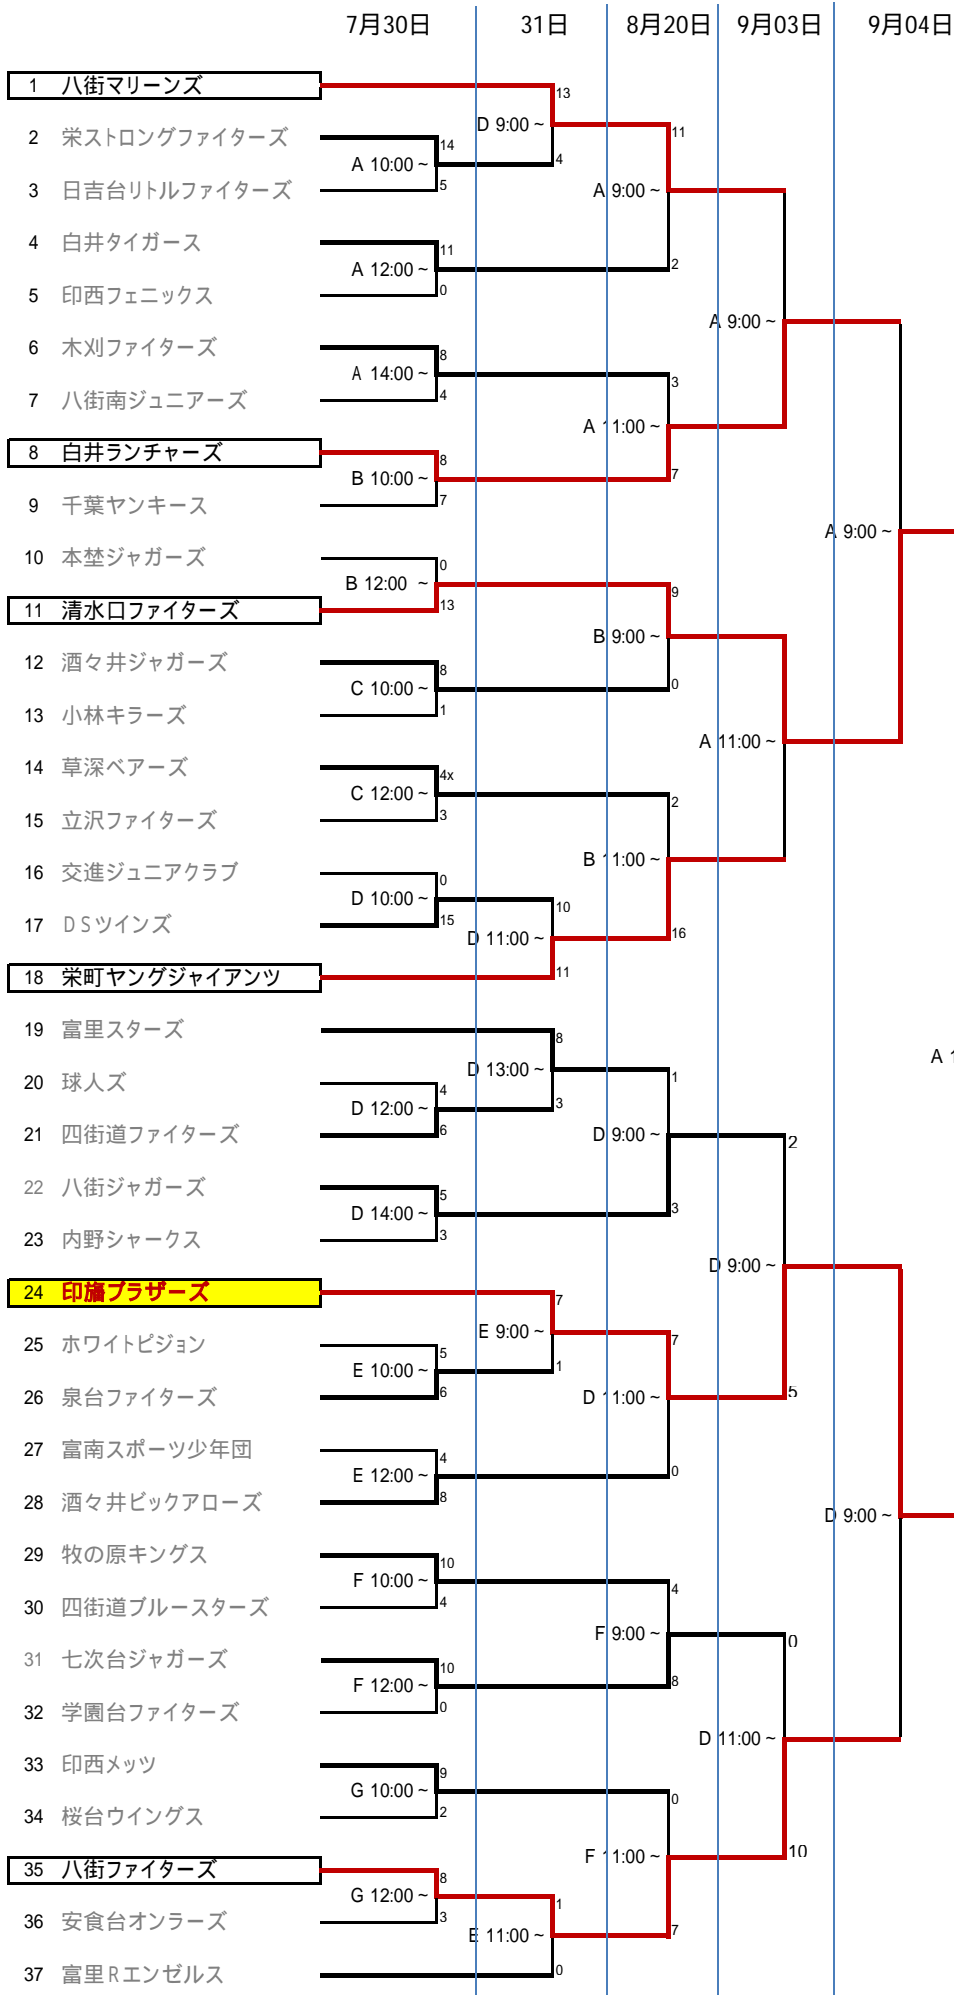 7月30日 31日 8月20日 9月03日 9月04日
1 八街マリーンズ
13
D 9:00 ~
11
2 栄ストロングファイターズ
14
A 10:00 ~
4
3 日吉台リトルファイターズ
5
A 9:00 ~
4 白井タイガース
11
A 12:00 ~
2
5 印西フェニックス
0
A 9:00 ~
6 木刈ファイターズ
8
A 14:00 ~
3
7 八街南ジュニアーズ
4
A 11:00 ~
8 白井ランチャーズ
8
B 10:00 ~
7
9 千葉ヤンキース
7
A 9:00 ~
10 本埜ジャガーズ
0
B 12:00 ~
9
11 清水口ファイターズ
13
B 9:00 ~
12 酒々井ジャガーズ
8
C 10:00 ~
0
13 小林キラーズ
1
A 11:00 ~
14 草深ベアーズ
4x
C 12:00 ~
2
15 立沢ファイターズ
3
B 11:00 ~
16 交進ジュニアクラブ
0
D 10:00 ~
10
17 DSツインズ
15
D 11:00 ~
16
18 栄町ヤングジャイアンツ
11
19 富里スターズ
8
A 1
D 13:00 ~
1
20 球人ズ
4
D 12:00 ~
3
21 四街道ファイターズ
6
D 9:00 ~
2
22 八街ジャガーズ
5
D 14:00 ~
3
23 内野シャークス
3
D 9:00 ~
24 印旛ブラザーズ
7
E 9:00 ~
7
25 ホワイトピジョン
5
E 10:00 ~
1
26 泉台ファイターズ
6
D 11:00 ~
5
27 富南スポーツ少年団
4
E 12:00 ~
0
28 酒々井ビックアローズ
8
D 9:00 ~
29 牧の原キングス
10
F 10:00 ~
4
30 四街道ブルースターズ
4
F 9:00 ~
0
31 七次台ジャガーズ
10
F 12:00 ~
8
32 学園台ファイターズ
0
D 11:00 ~
33 印西メッツ
9
G 10:00 ~
0
34 桜台ウイングス
2
F 11:00 ~
10
35 八街ファイターズ
8
G 12:00 ~
1
36 安食台オンラーズ
3
E 11:00 ~
7
37 富里Rエンゼルス
0